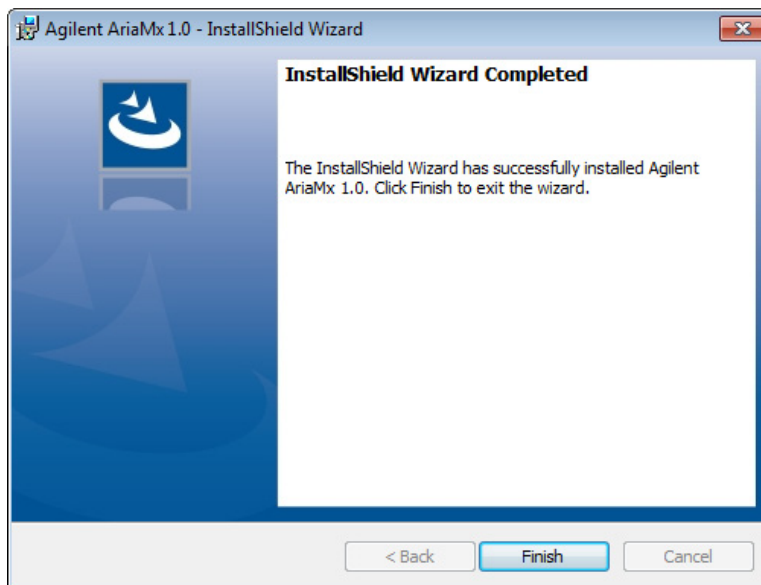 Agilent AriaMx 1.0 - InstallShield Wizard
InstallShield Wizard Completed
The InstallShield Wizard has successfully installed Agilent
AriaMx 1.0. Click Finish to exit the wizard.
< Back
Finish
Cancel